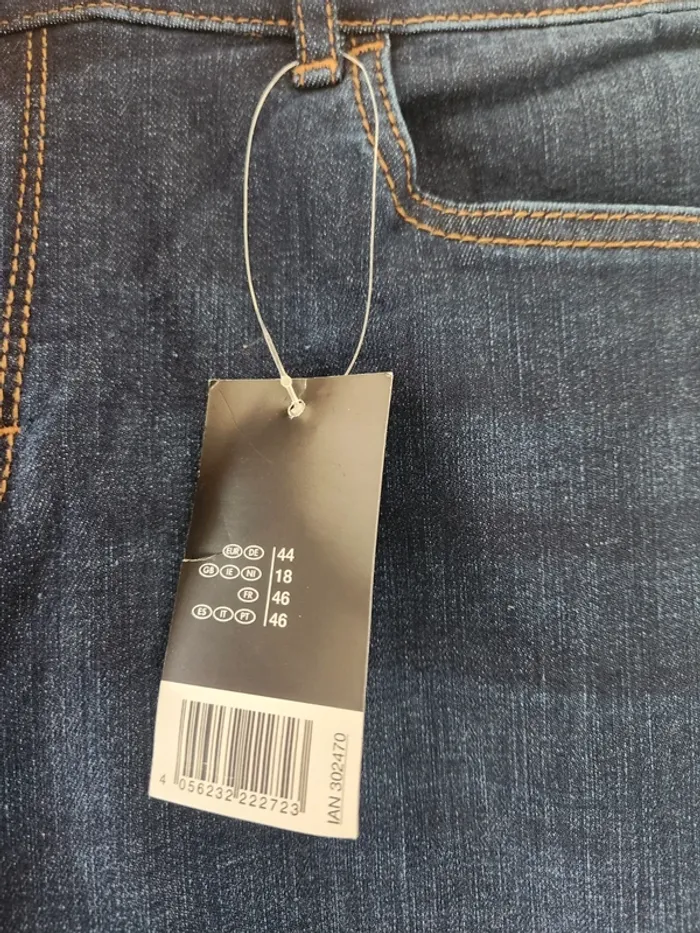 EUR DE 44
GB IE NI 18
FR 46
ES IT PT 46
4 056232 222723
IAN 302470